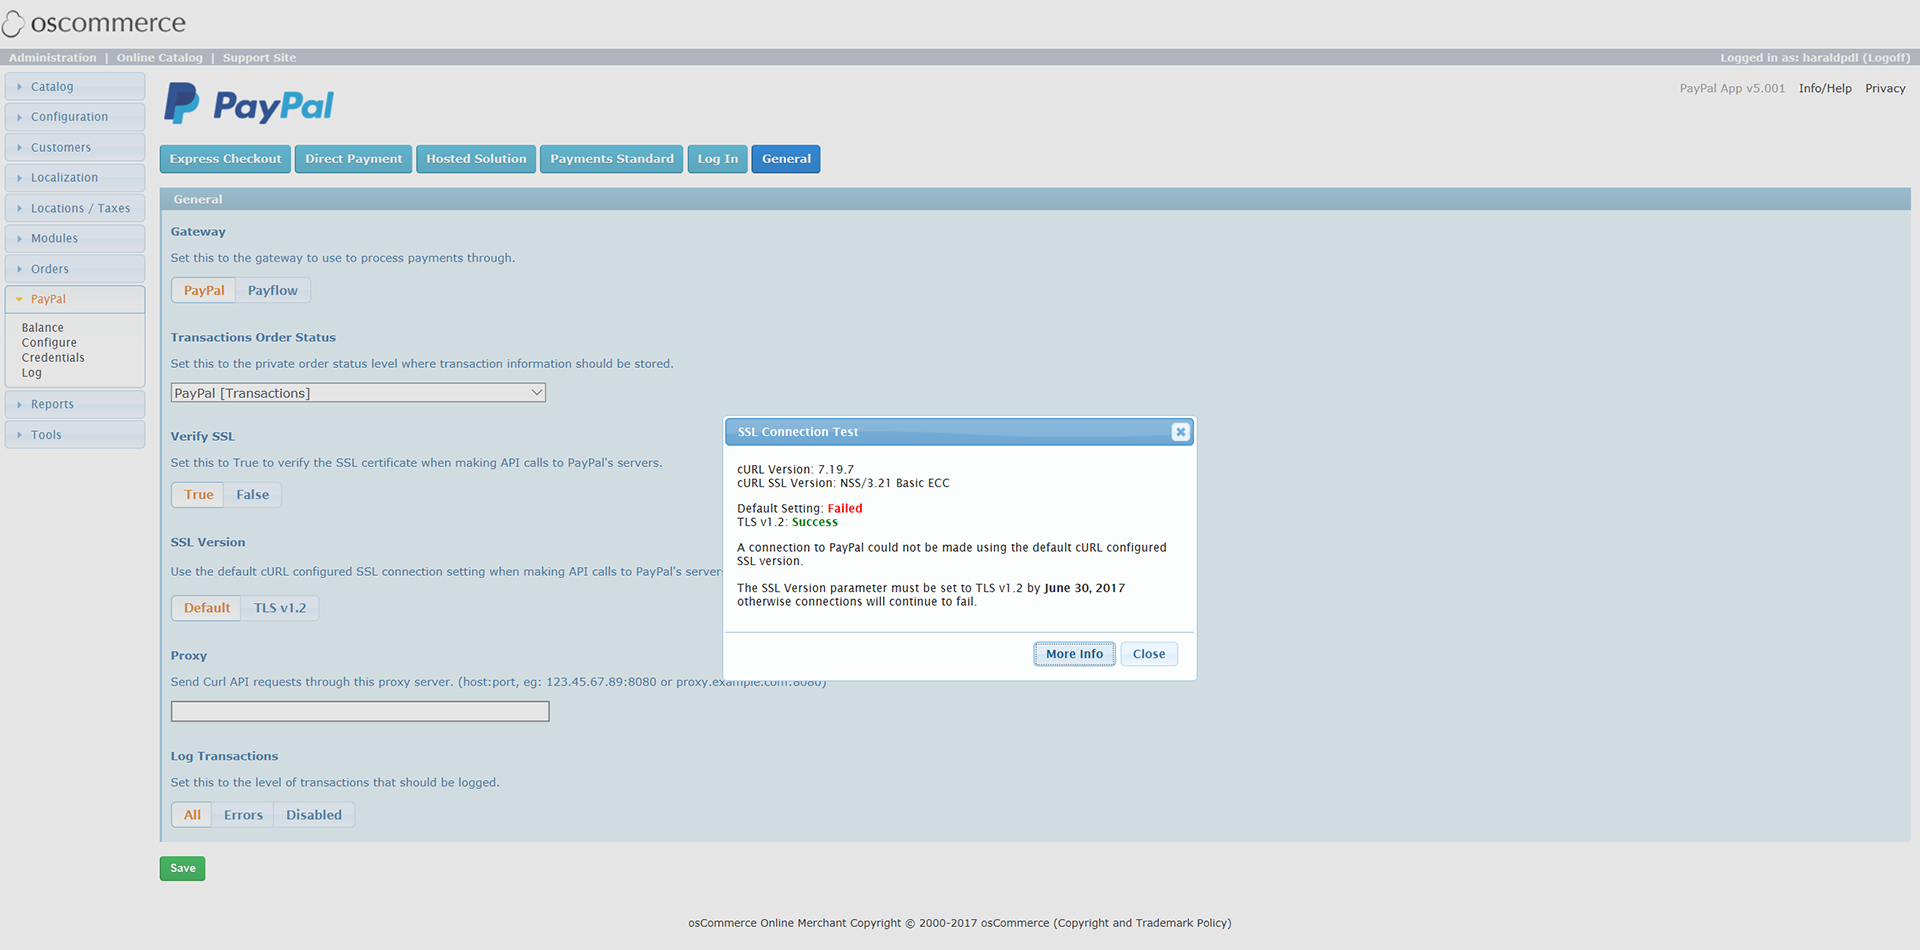 oscommerce
Administration | Online Catalog | Support Site
Logged in as: haraldpdl (Logoff)
Catalog
Configuration
Customers
Localization
Locations / Taxes
Modules
Orders
PayPal
Balance
Configure
Credentials
Log
Reports
Tools
PayPal
PayPal App v5.001 Info/Help Privacy
Express Checkout Direct Payment Hosted Solution Payments Standard Log In General
General
Gateway
Set this to the gateway to use to process payments through.
PayPal Payflow
Transactions Order Status
Set this to the private order status level where transaction information should be stored.
PayPal [Transactions]
Verify SSL
Set this to True to verify the SSL certificate when making API calls to PayPal's servers.
True False
SSL Version
Use the default cURL configured SSL connection setting when making API calls to PayPal's server
Default TLS v1.2
Proxy
Send Curl API requests through this proxy server. (host:port, eg: 123.45.67.89:8080 or proxy.example.com:8080)
Log Transactions
Set this to the level of transactions that should be logged.
All Errors Disabled
Save
SSL Connection Test
cURL Version: 7.19.7
cURL SSL Version: NSS/3.21 Basic ECC
Default Setting: Failed
TLS v1.2: Success
A connection to PayPal could not be made using the default cURL configured
SSL version.
The SSL Version parameter must be set to TLS v1.2 by June 30, 2017
otherwise connections will continue to fail.
More Info Close
osCommerce Online Merchant Copyright © 2000-2017 osCommerce (Copyright and Trademark Policy)